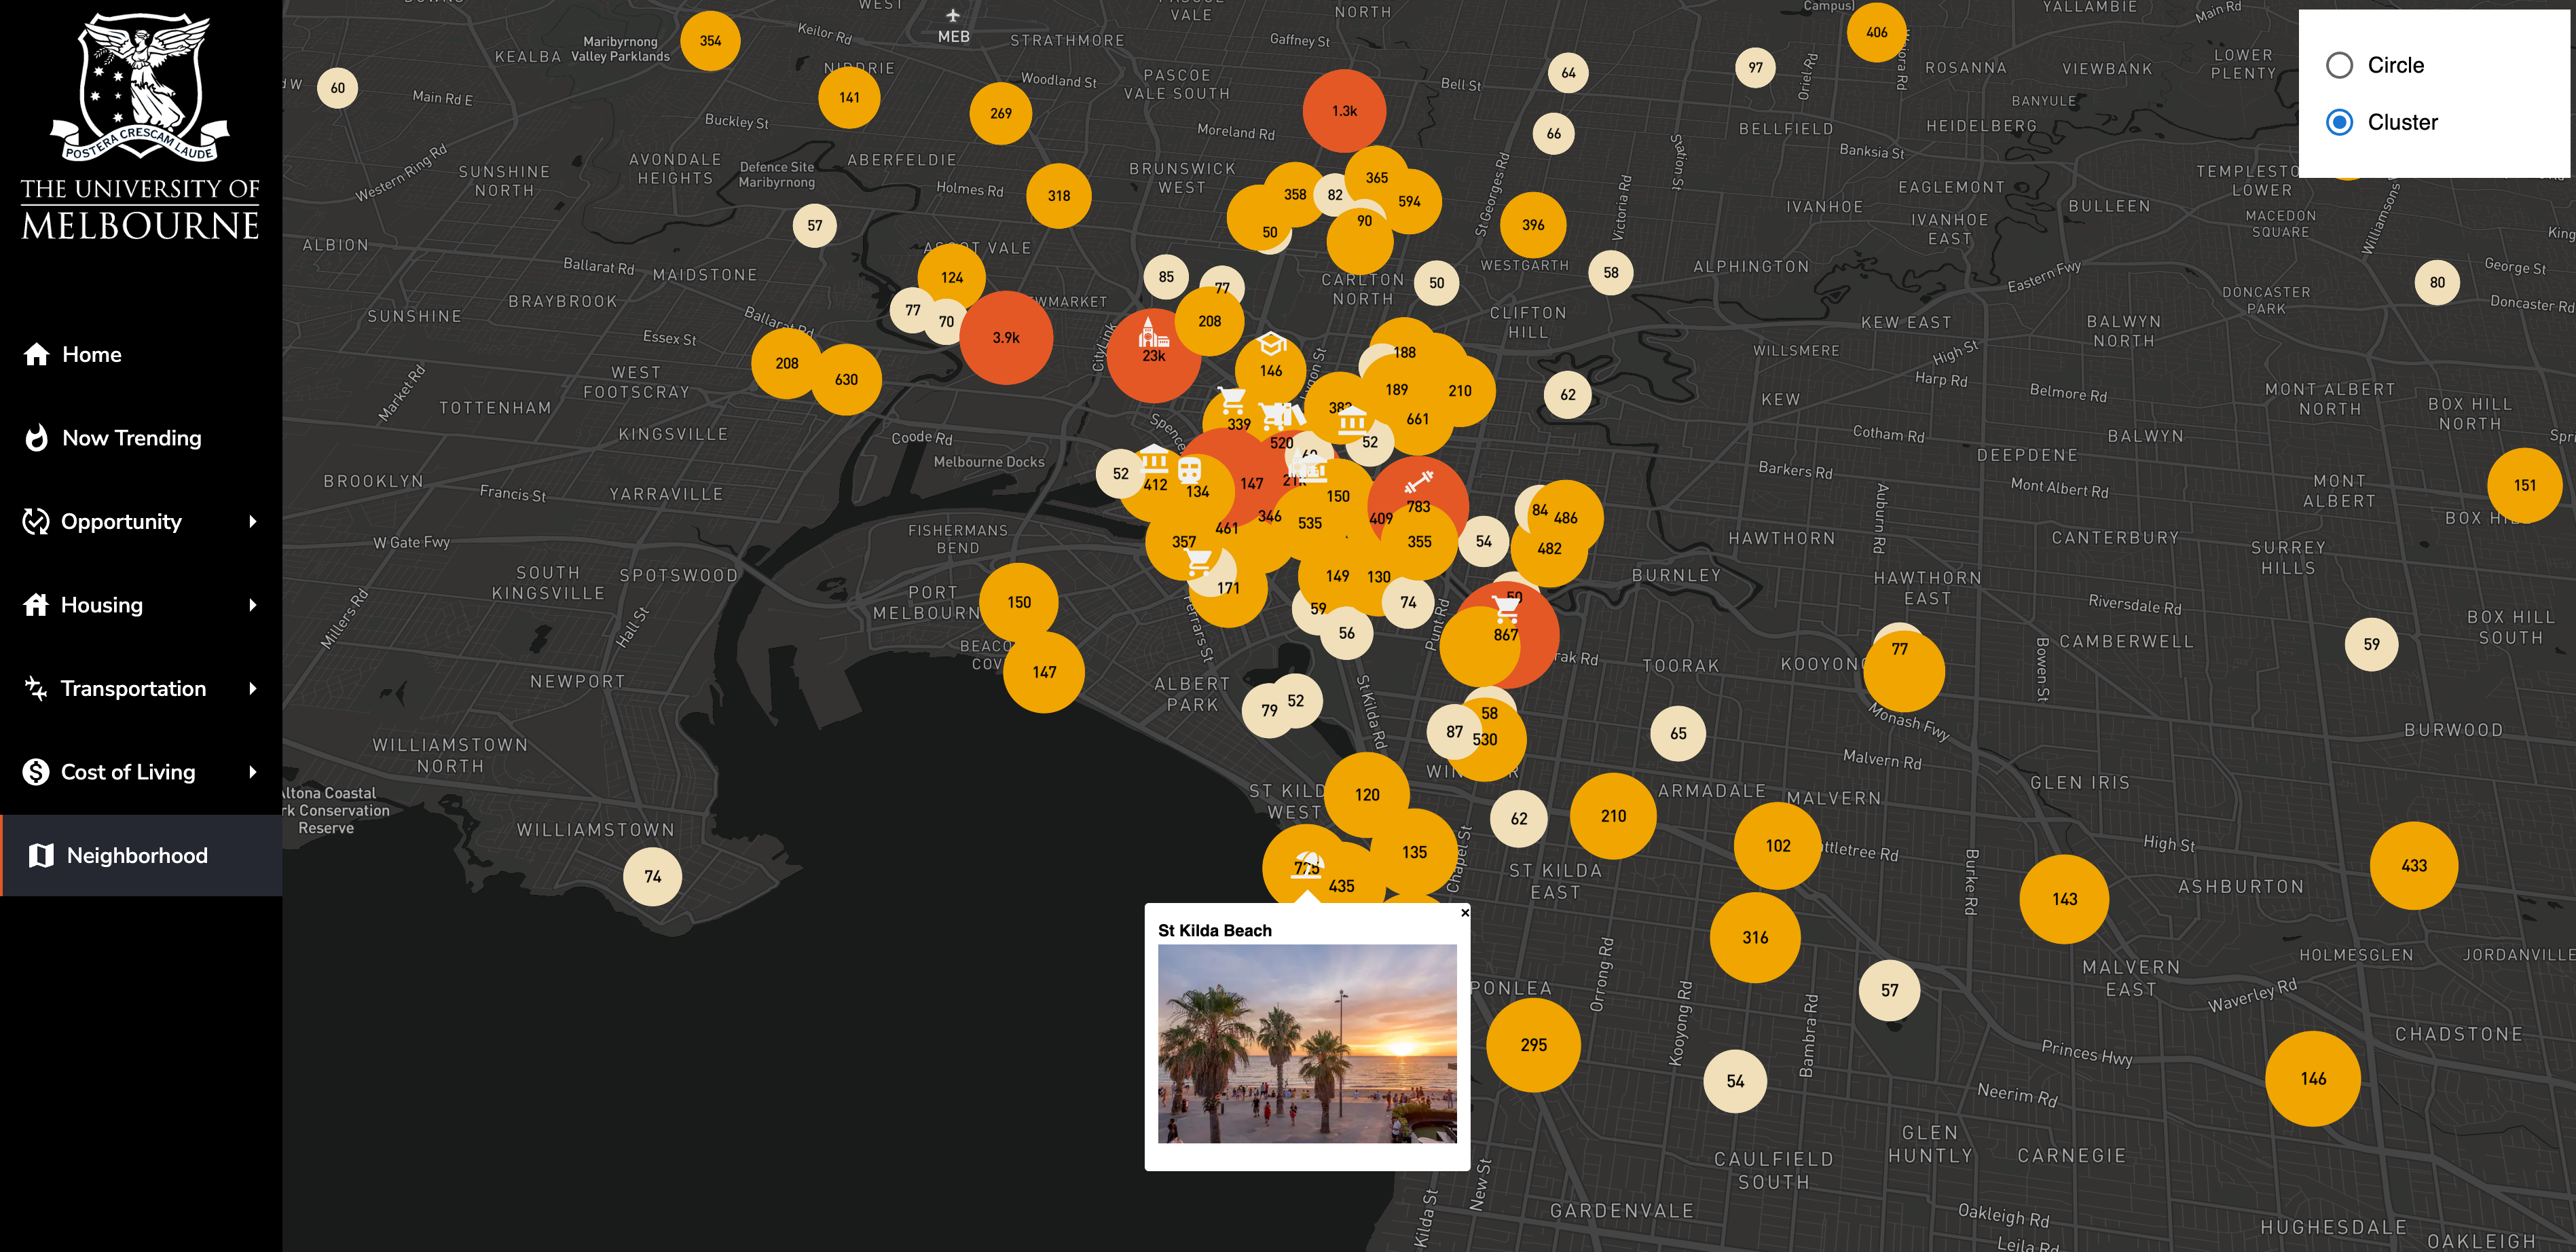 POSTERA CRESCAM LAUDE
THE UNIVERSITY OF
MELBOURNE
Home
Now Trending
Opportunity
Housing
Transportation
Cost of Living
Neighborhood
Circle
Cluster
354
KEALBA
Maribyrnong
Valley Parklands
Keilor Rd
WEST
MEB
STRATHMORE
VALE
Gaffney St
NORTH
406
YALLAMBIE
Main Rd
60
Main Rd E
141
269
Woodland St
PASCOE
VALE SOUTH
1.3k
Bell St
64
97
Oriel Rd
ROSANNA
VIEWBANK
LOWER
PLENTY
BANYULE
Buckley St
Moreland Rd
66
Station St
BELLFIELD
HEIDELBERG
Banksia St
Western Ring Rd
SUNSHINE
NORTH
AVONDALE
HEIGHTS
Defence Site
Maribyrnong
ABERFELDIE
Holmes Rd
318
BRUNSWICK
WEST
358
82
365
594
St Georges Rd
Victoria Rd
EAGLEMONT
IVANHOE
IVANHOE
EAST
BULLEEN
LOWER
MACEDON
SQUARE
57
50
90
396
WESTGARTH
ALBION
Ballarat Rd
MAIDSTONE
124
85
77
CARLTON
NORTH
50
58
ALPHINGTON
Eastern Fwy
George St
80
DONCASTER
PARK
Doncaster Rd
SUNSHINE
BRAYBROOK
77
70
3.9k
23k
208
CLIFTON
HILL
KEW EAST
BALWYN
NORTH
Essex St
208
630
CityLink
146
188
WILLSMERE
High St
Harp Rd
Belmore Rd
MONT ALBERT
NORTH
BOX HILL
NORTH
Market Rd
WEST
FOOTSCRAY
TOTTENHAM
339
189
210
661
62
KEW
Cotham Rd
BALWYN
KINGSVILLE
Coode Rd
520
52
Melbourne Docks
52
412
134
147
150
DEEPDENE
Barkers Rd
Mont Albert Rd
MONT
ALBERT
151
BROOKLYN
Francis St
YARRAVILLE
461
346
535
409
783
84
486
W Gate Fwy
FISHERMANS
BEND
357
355
54
482
HAWTHORN
Auburn Rd
CANTERBURY
SURREY
HILLS
SOUTH
KINGSVILLE
SPOTSWOOD
171
149
130
BURNLEY
HAWTHORN
EAST
Millers Rd
Hall St
PORT
150
59
74
56
Punt Rd
50
867
Riversdale Rd
BOX HILL
SOUTH
147
Ferrars St
TOORAK
77
CAMBERWELL
59
NEWPORT
ALBERT
PARK
79
52
St Kilda Rd
87
58
530
65
Monash Fwy
Bowen St
BURWOOD
WILLIAMSTOWN
NORTH
Malvern Rd
GLEN IRIS
Altona Coastal
Reserve
WEST
120
62
210
ARMADALE
MALVERN
102
High St
WILLIAMSTOWN
74
435
135
Chapel St
ST KILDA
EAST
316
Burke Rd
143
ASHBURTON
433
St Kilda Beach
×
Orrong Rd
Kooyong Rd
Bambra Rd
57
MALVERN
EAST
HOLMESGLEN
JORDANVILLE
Waverley Rd
295
54
Princes Hwy
CHADSTONE
146
Neerim Rd
GLEN
HUNTLY
CARNEGIE
CAULFIELD
SOUTH
New St
Kilda St
GARDENVALE
Oakleigh Rd
Leila Rd
HUGHESDALE
OAKLEIGH